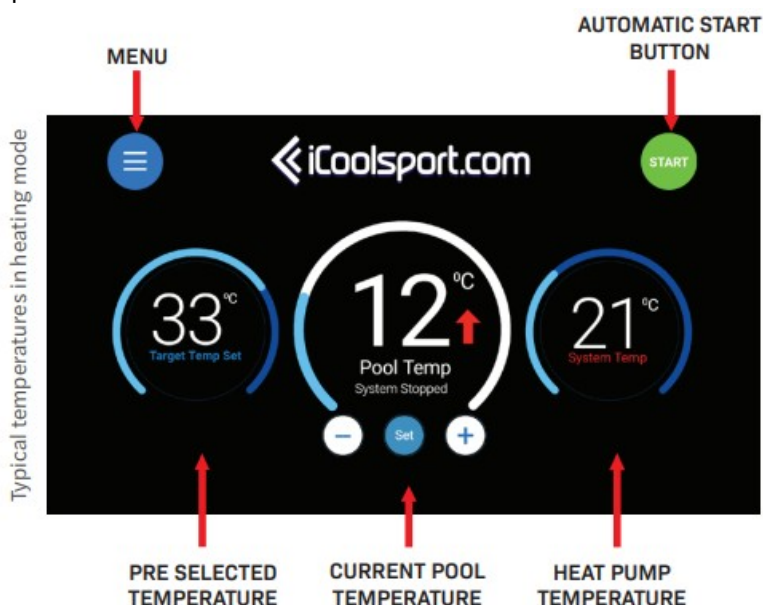 AUTOMATIC START
BUTTON
MENU
iCoolsport.com
START
Typical temperatures in heating mode
33°C
Target Temp Set
12°C
Pool Temp
System Stopped
21°C
System Temp
− Set +
PRE SELECTED
TEMPERATURE
CURRENT POOL
TEMPERATURE
HEAT PUMP
TEMPERATURE